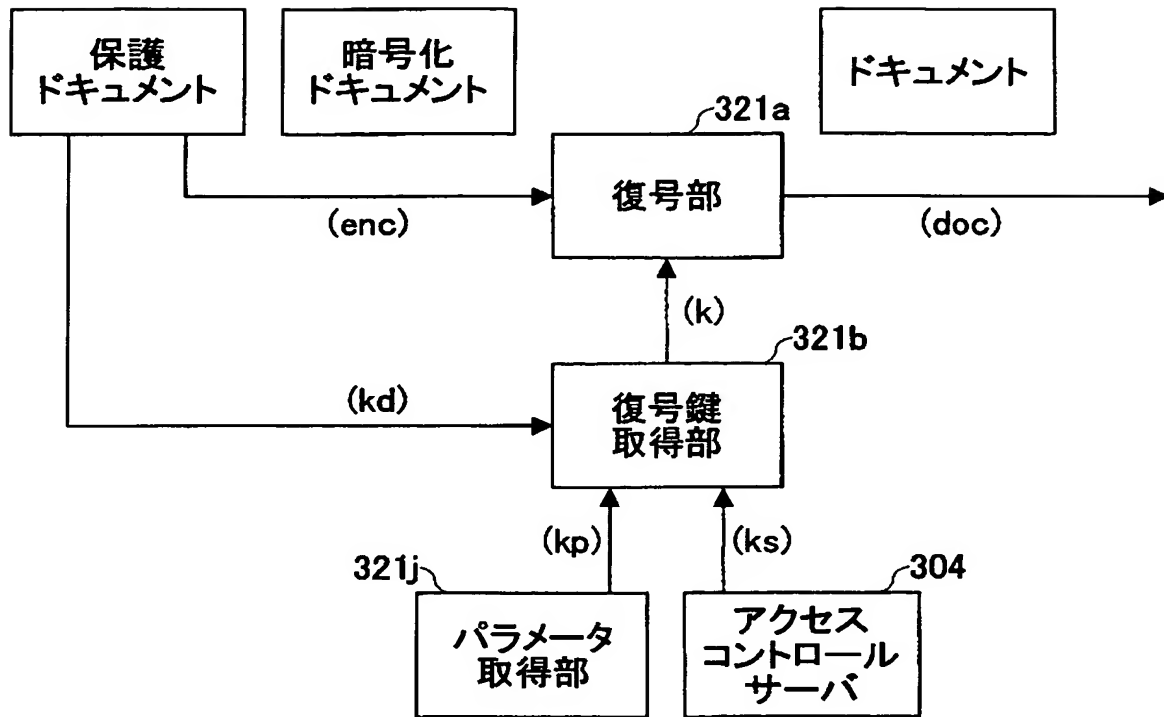 保護
ドキュメント
暗号化
ドキュメント
ドキュメント
321a
復号部
(enc)
(doc)
(k)
321b
復号鍵
取得部
(kd)
(kp)
(ks)
321j
304
パラメータ
取得部
アクセス
コントロール
サーバ